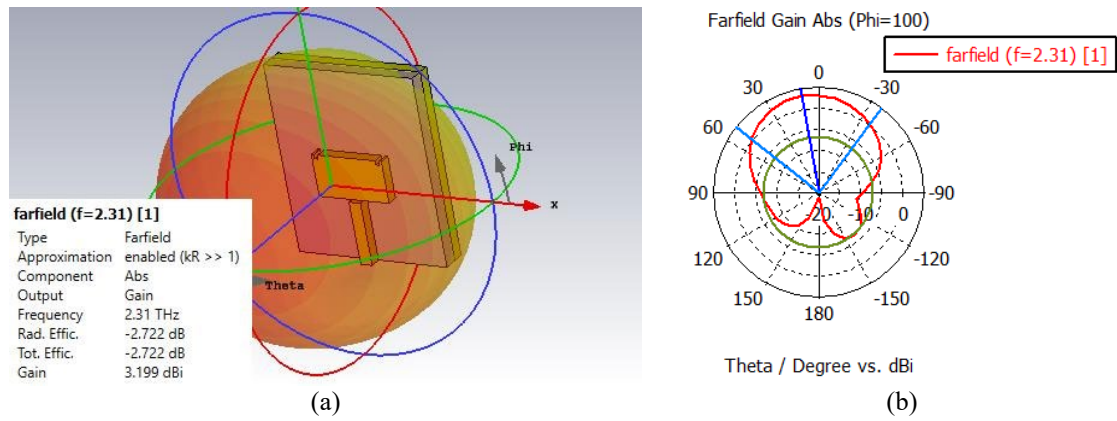 Phi
x
Theta
farfield (f=2.31) [1]
Type Farfield
Approximation enabled (kR >> 1)
Component Abs
Output Gain
Frequency 2.31 THz
Rad. Effic. -2.722 dB
Tot. Effic. -2.722 dB
Gain 3.199 dBi
(a)
Farfield Gain Abs (Phi=100)
farfield (f=2.31) [1]
0
30 -30
60 -60
90 -90
-20 -10 0
120 -120
150 -150
180
Theta / Degree vs. dBi
(b)